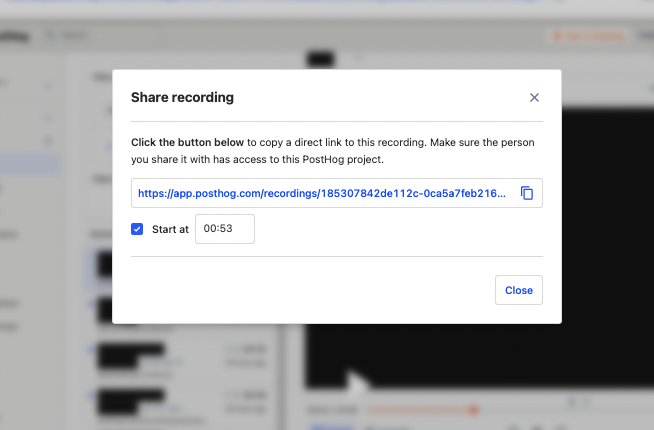 Share recording
Click the button below to copy a direct link to this recording. Make sure the person
you share it with has access to this PostHog project.
https://app.posthog.com/recordings/185307842de112c-0ca5a7feb216...
Start at 00:53
Close